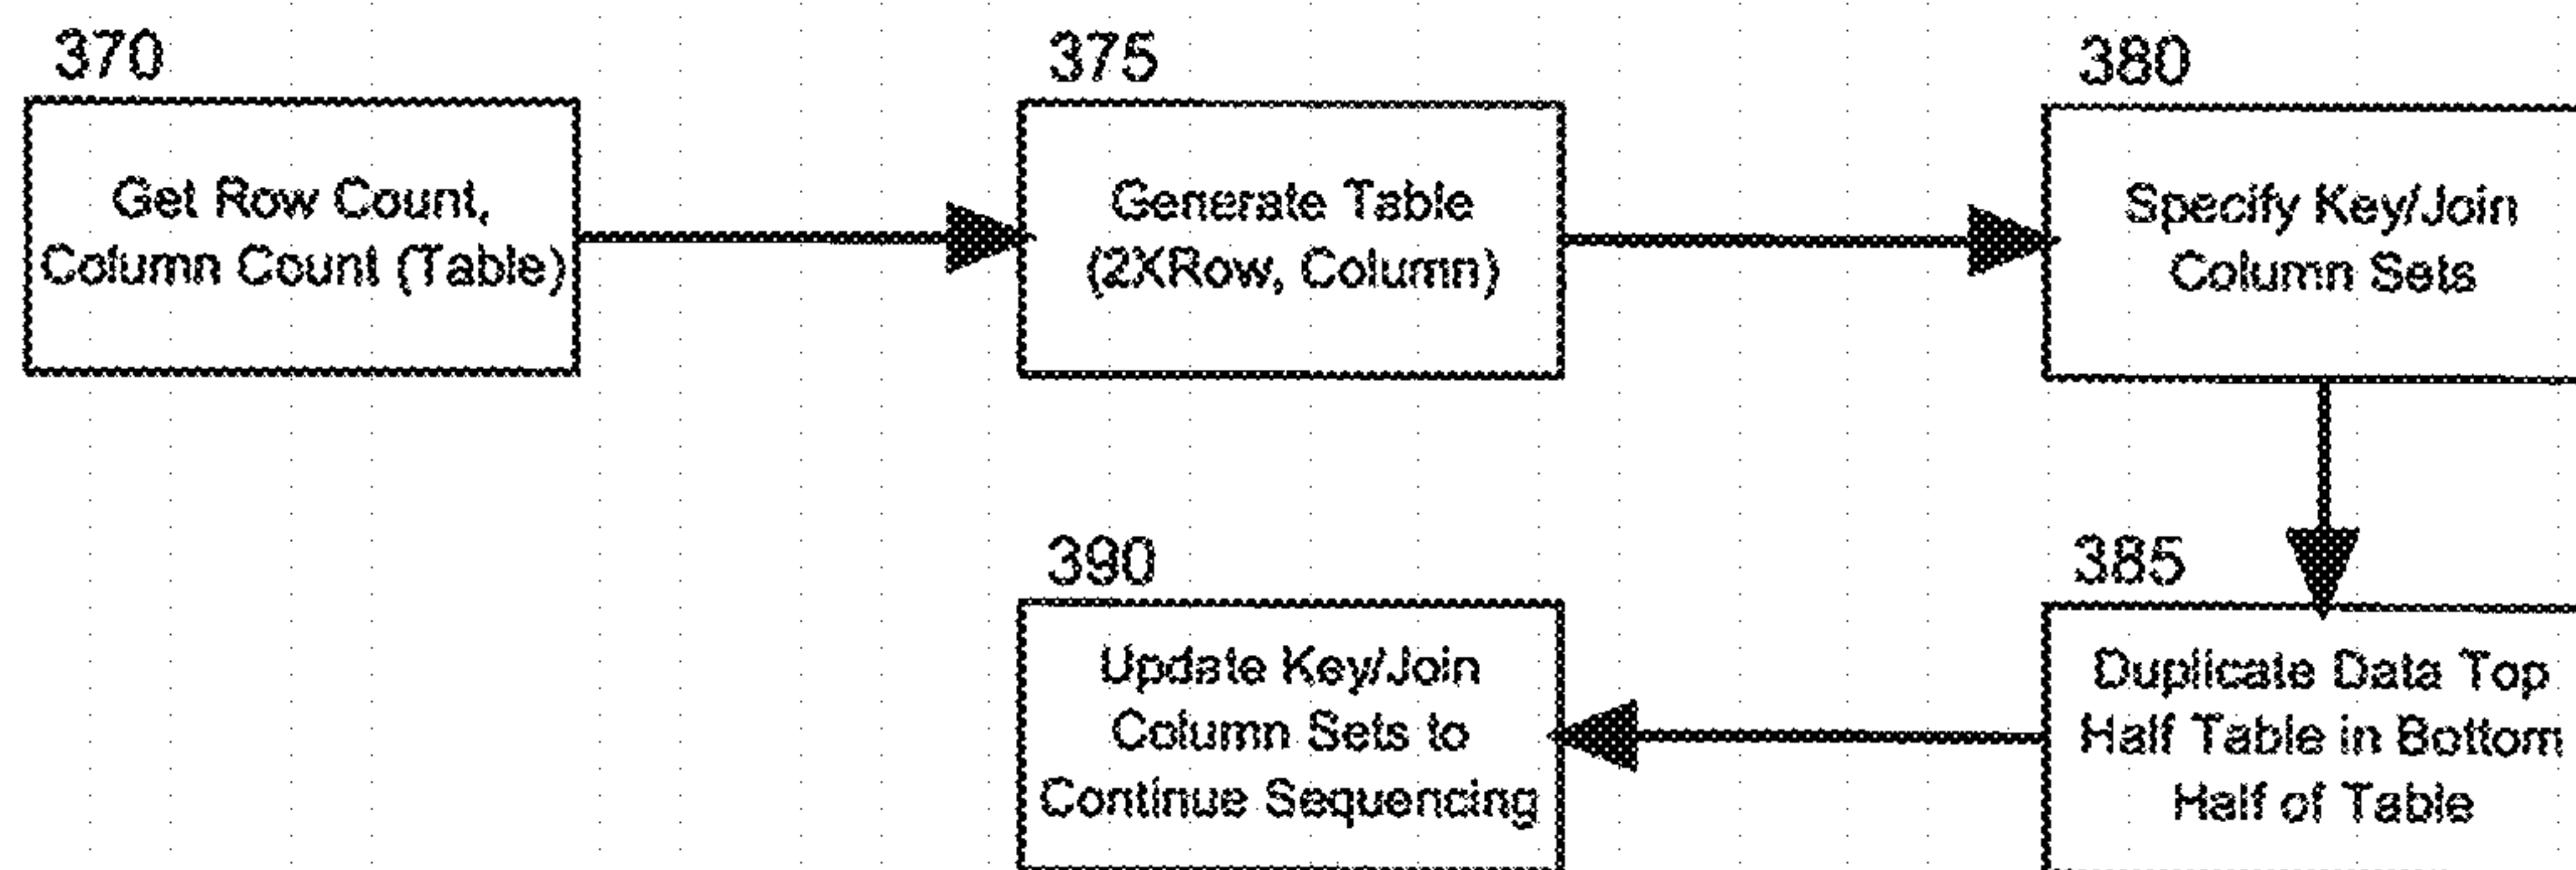 370
Get Row Count,
Column Count (Table)
375
Generate Table
(2XRow, Column)
380
Specify Key/Join
Column Sets
385
Duplicate Data Top
Half Table in Bottom
Half of Table
390
Update Key/Join
Column Sets to
Continue Sequencing